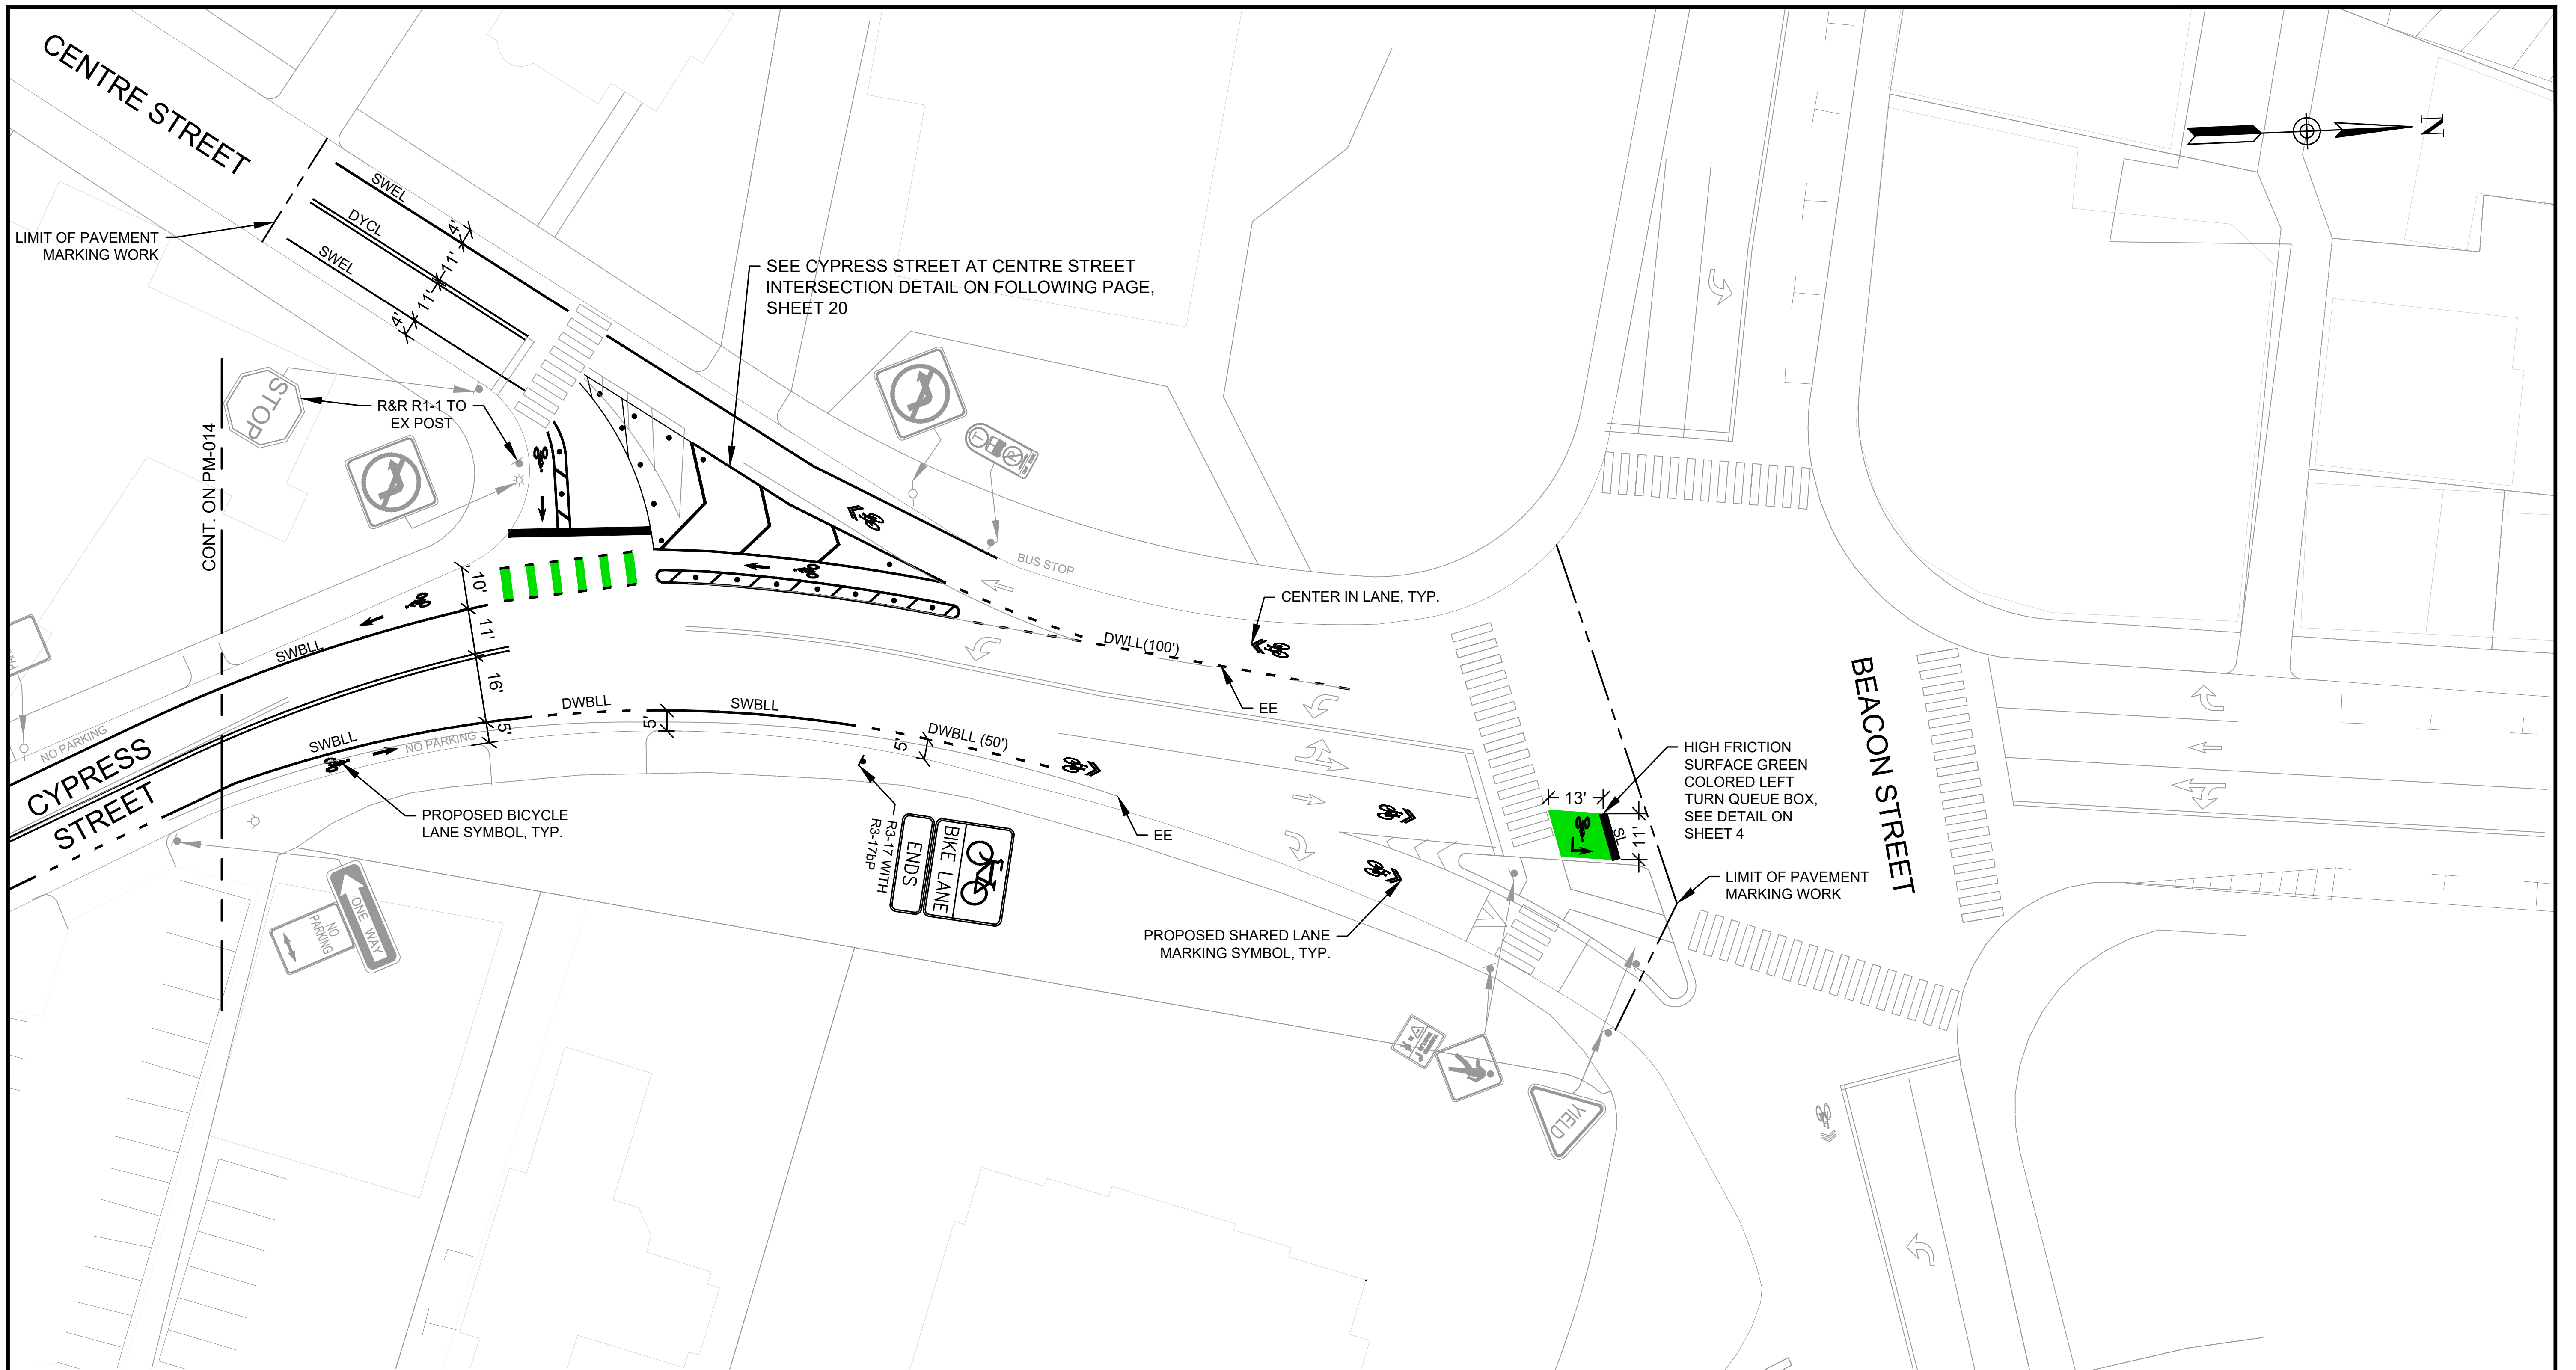 CENTRE STREET
N
LIMIT OF PAVEMENT
MARKING WORK
SWEL
DYCL
SWEL
4'
11'
11'
4'
SEE CYPRESS STREET AT CENTRE STREET
INTERSECTION DETAIL ON FOLLOWING PAGE,
SHEET 20
STOP
R&R R1-1 TO
EX POST
CONT. ON PM-014
T
BUS STOP
CENTER IN LANE, TYP.
DWLL(100')
EE
10'
11'
16'
5'
SWBLL
NO PARKING
CYPRESS
STREET
SWBLL
NO PARKING
DWBLL
5'
SWBLL
DWBLL (50')
5'
EE
PROPOSED BICYCLE
LANE SYMBOL, TYP.
R3-17 WITH
R3-17bP
BIKE LANE
ENDS
ONE WAY
NO
PARKING
BEACON STREET
HIGH FRICTION
SURFACE GREEN
COLORED LEFT
TURN QUEUE BOX,
SEE DETAIL ON
SHEET 4
13'
11'
SL
LIMIT OF PAVEMENT
MARKING WORK
PROPOSED SHARED LANE
MARKING SYMBOL, TYP.
YIELD